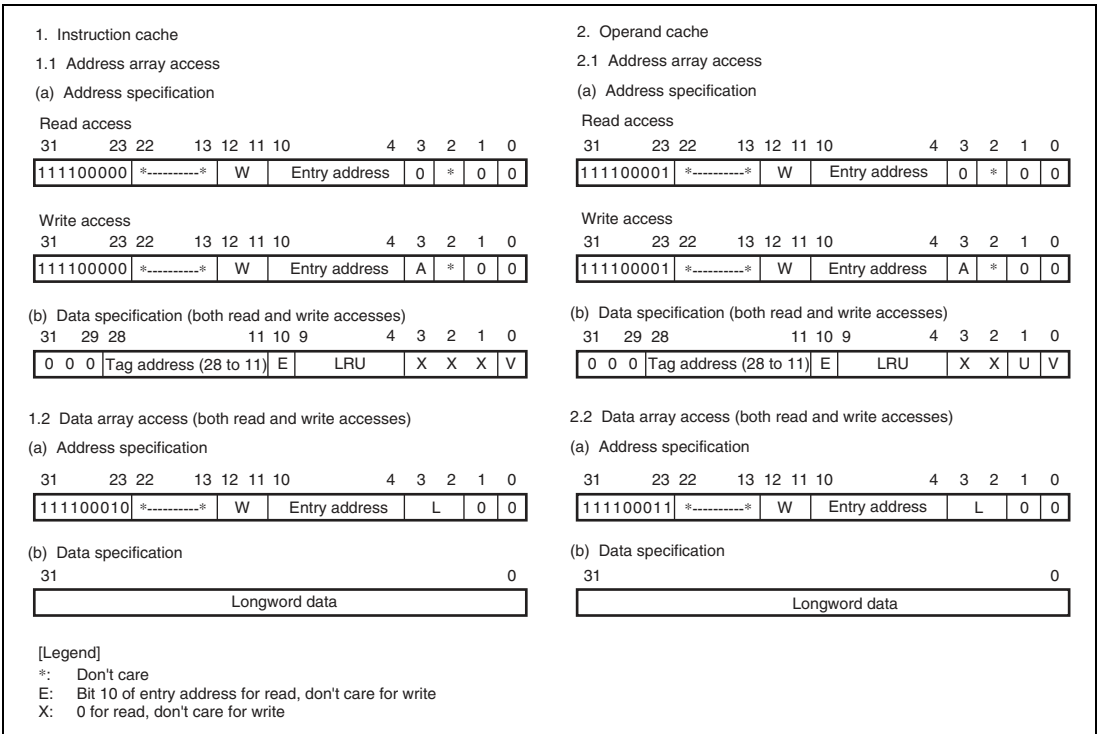 1. Instruction cache
1.1 Address array access
(a) Address specification
Read access
31 23 22 13 12 11 10 4 3 2 1 0
111100000 *----------* W Entry address 0 * 0 0
Write access
31 23 22 13 12 11 10 4 3 2 1 0
111100000 *----------* W Entry address A * 0 0
(b) Data specification (both read and write accesses)
31 29 28 11 10 9 4 3 2 1 0
0 0 0 Tag address (28 to 11) E LRU X X X V
1.2 Data array access (both read and write accesses)
(a) Address specification
31 23 22 13 12 11 10 4 3 2 1 0
111100010 *----------* W Entry address L 0 0
(b) Data specification
31 0
Longword data
2. Operand cache
2.1 Address array access
(a) Address specification
Read access
31 23 22 13 12 11 10 4 3 2 1 0
111100001 *----------* W Entry address 0 * 0 0
Write access
31 23 22 13 12 11 10 4 3 2 1 0
111100001 *----------* W Entry address A * 0 0
(b) Data specification (both read and write accesses)
31 29 28 11 10 9 4 3 2 1 0
0 0 0 Tag address (28 to 11) E LRU X X U V
2.2 Data array access (both read and write accesses)
(a) Address specification
31 23 22 13 12 11 10 4 3 2 1 0
111100011 *----------* W Entry address L 0 0
(b) Data specification
31 0
Longword data
[Legend]
*: Don't care
E: Bit 10 of entry address for read, don't care for write
X: 0 for read, don't care for write